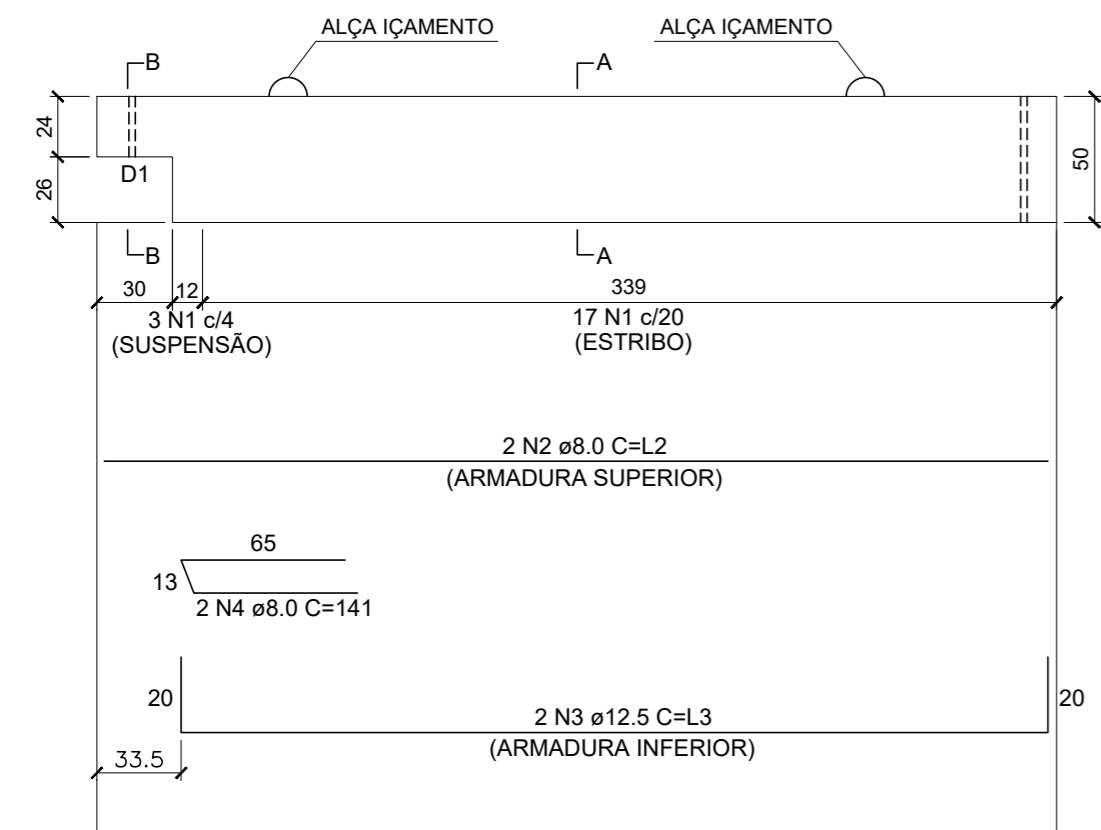 ALÇA IÇAMENTO
ALÇA IÇAMENTO
B
A
24
26
D1
50
B
A
30
12
339
3 N1 c/4
(SUSPENSÃO)
17 N1 c/20
(ESTRIBO)
2 N2 ø8.0 C=L2
(ARMADURA SUPERIOR)
65
13
2 N4 ø8.0 C=141
20
20
2 N3 ø12.5 C=L3
(ARMADURA INFERIOR)
33.5